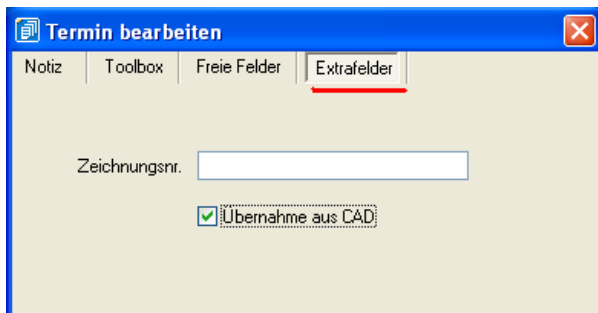 Termin bearbeiten
Notiz Toolbox Freie Felder Extrafelder
Zeichnungsnr.
Übernahme aus CAD